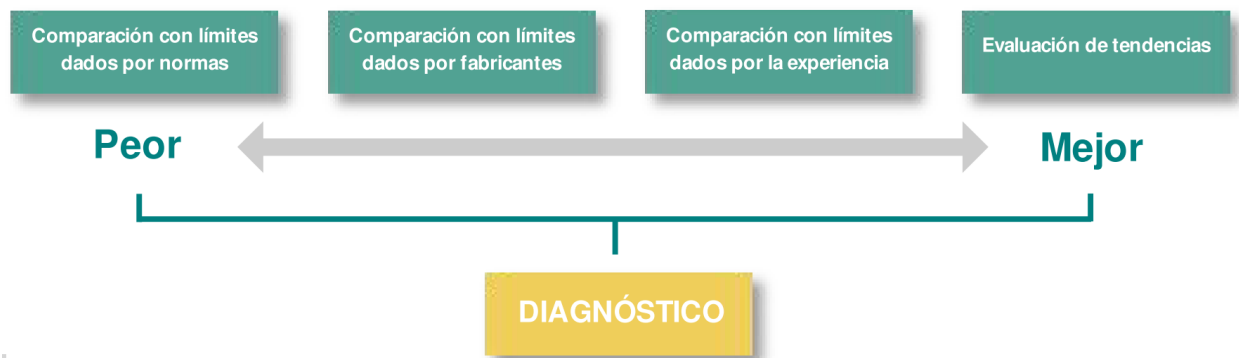 Comparación con límites
dados por normas
Comparación con límites
dados por fabricantes
Comparación con límites
dados por la experiencia
Evaluación de tendencias
Peor
Mejor
DIAGNÓSTICO